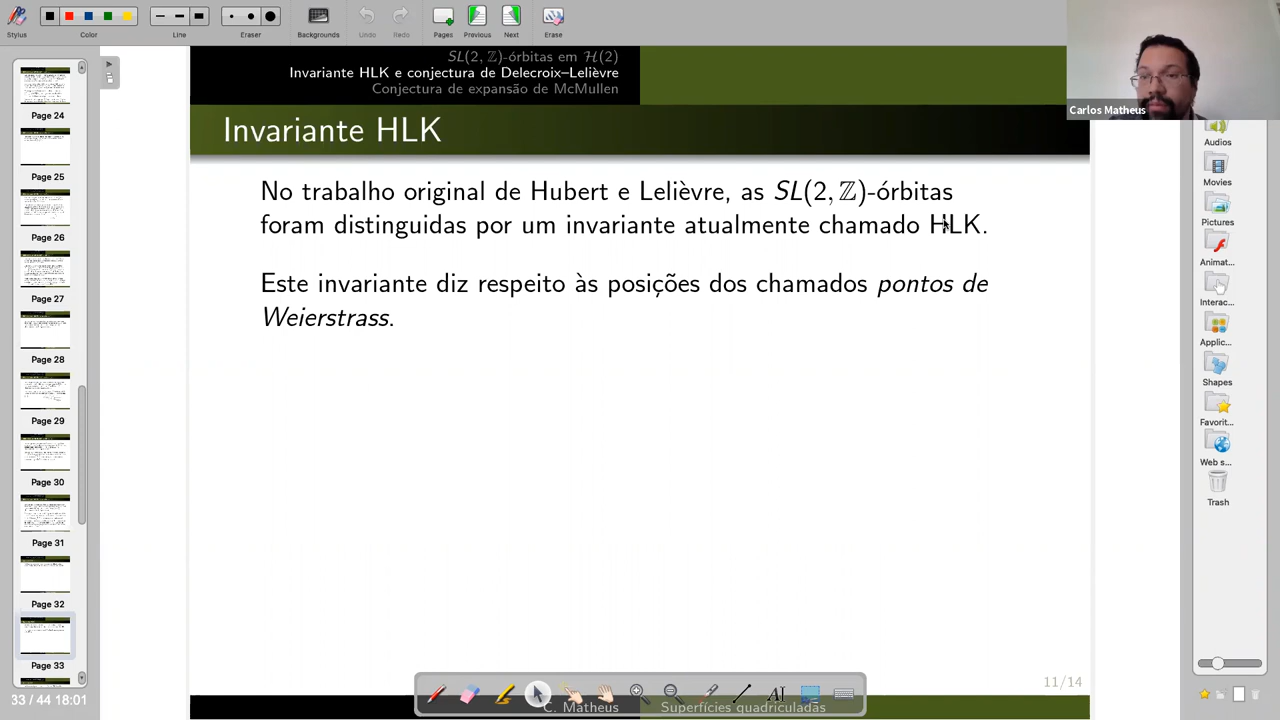 Stylus
Color
Line
Eraser
Backgrounds
Undo
Redo
Pages
Previous
Next
Erase
SL(2, ℤ)-órbitas em ℋ(2)
Invariante HLK e conjectura de Delecroix–Lelièvre
Conjectura de expansão de McMullen
Carlos Matheus
Invariante HLK
No trabalho original de Hubert e Lelièvre, as SL(2, ℤ)-órbitas
foram distinguidas por um invariante atualmente chamado HLK.
Este invariante diz respeito às posições dos chamados pontos de
Weierstrass.
Page 24
Page 25
Page 26
Page 27
Page 28
Page 29
Page 30
Page 31
Page 32
Page 33
33 / 44 18:01
Audios
Movies
Pictures
Animat...
Interac...
Applic...
Shapes
Favorit...
Web s...
Trash
11/14
C. Matheus
Superfícies quadriculadas